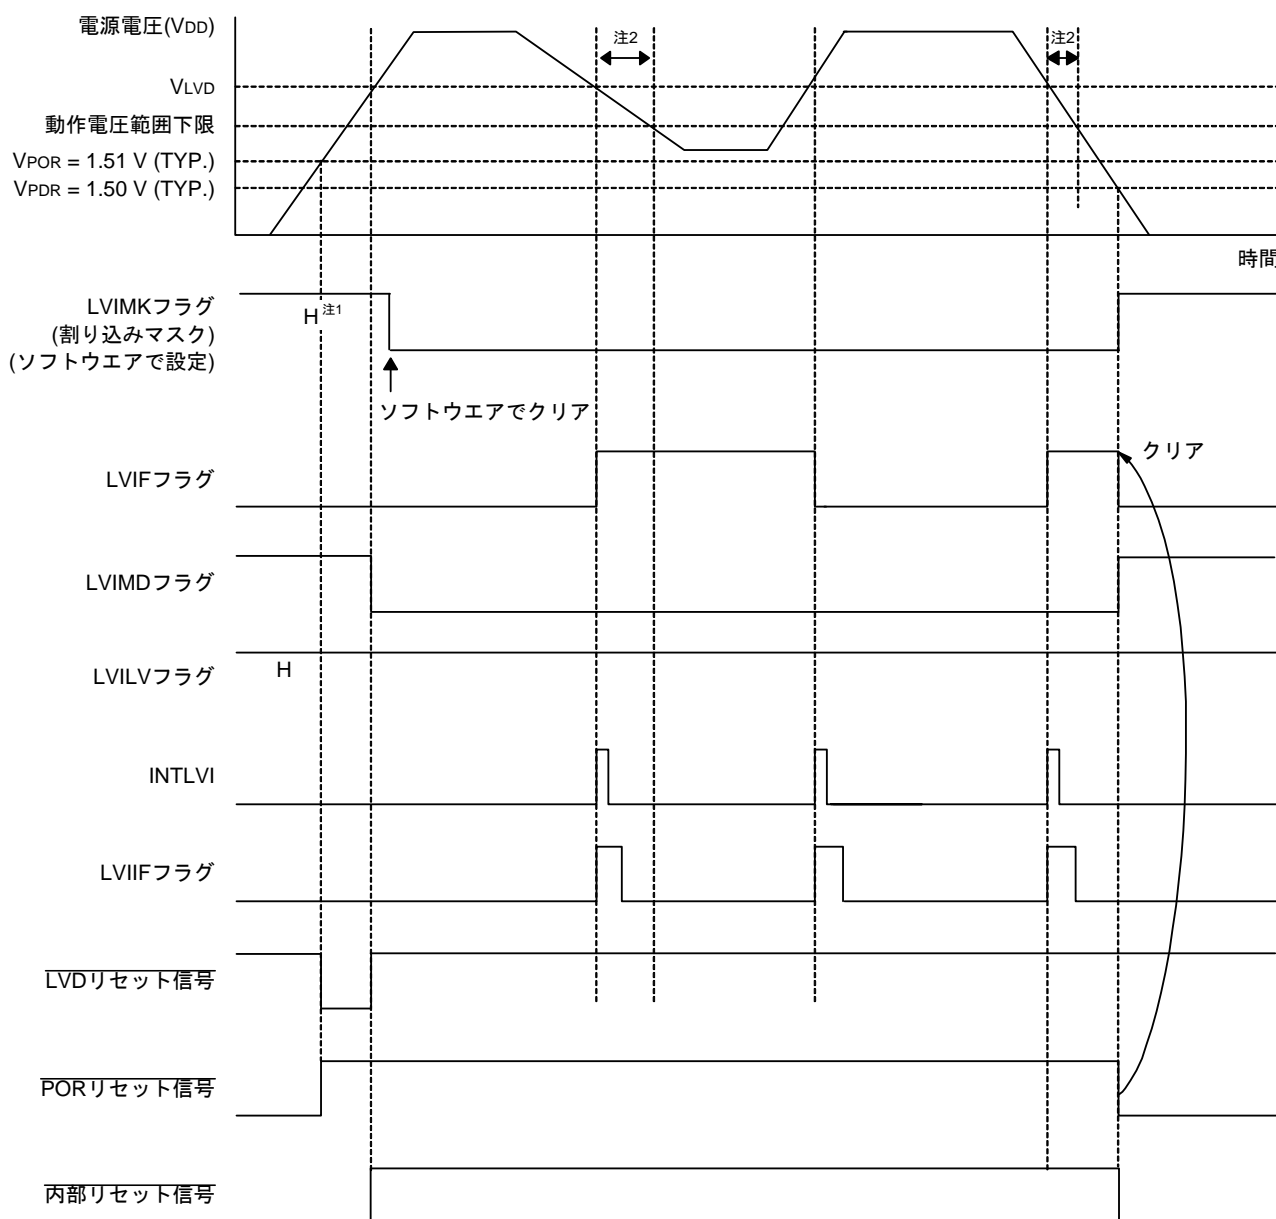 電源電圧(VDD)
注2
注2
VLVD
動作電圧範囲下限
VPOR = 1.51 V (TYP.)
VPDR = 1.50 V (TYP.)
時間
LVIMKフラグ
(割り込みマスク)
(ソフトウエアで設定)
H注1
ソフトウエアでクリア
LVIFフラグ
クリア
LVIMDフラグ
LVILVフラグ
H
INTLVI
LVIIFフラグ
LVDリセット信号
PORリセット信号
内部リセット信号